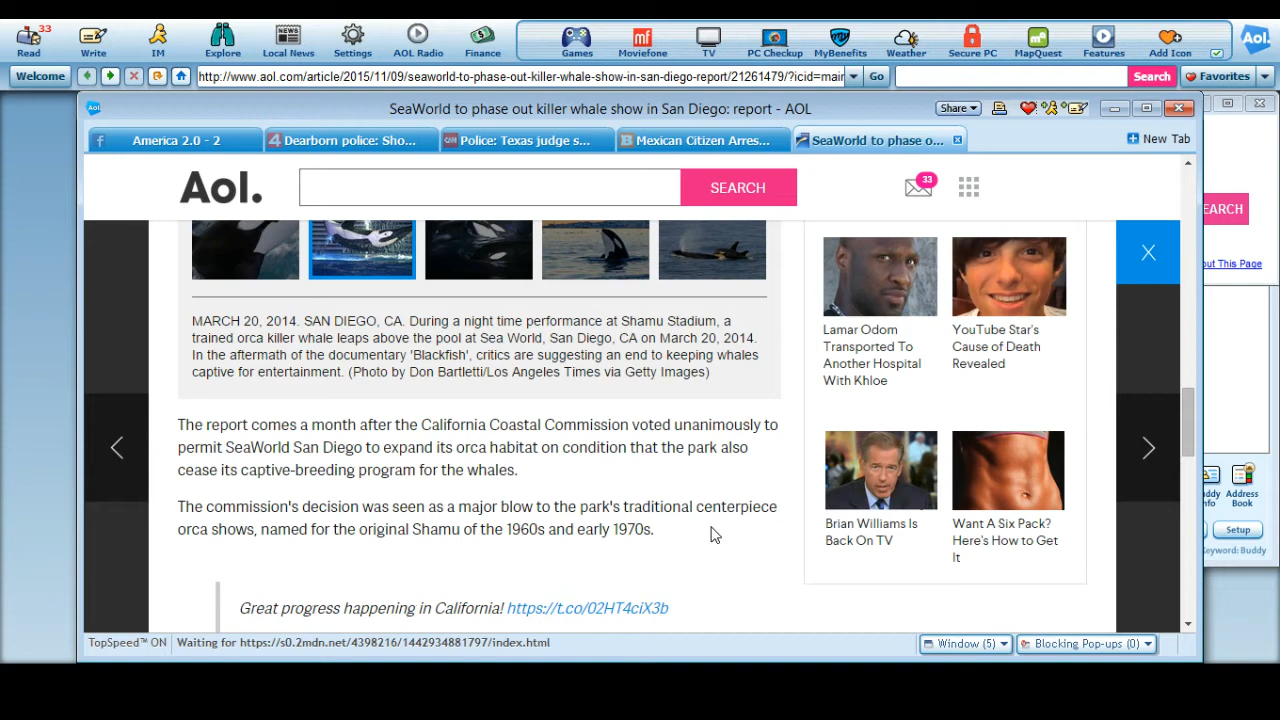 33
Read
Write
IM
Explore
Local News
Settings
AOL Radio
Finance
Games
Moviefone
TV
PC Checkup
MyBenefits
Weather
Secure PC
MapQuest
Features
Add Icon
Aol.
Welcome
http://www.aol.com/article/2015/11/09/seaworld-to-phase-out-killer-whale-show-in-san-diego-report/21261479/?icid=mair
Go
Search
Favorites
SeaWorld to phase out killer whale show in San Diego: report - AOL
Share
America 2.0 - 2
Dearborn police: Sho...
Police: Texas judge s...
Mexican Citizen Arres...
SeaWorld to phase o...
New Tab
Aol.
SEARCH
33
MARCH 20, 2014. SAN DIEGO, CA. During a night time performance at Shamu Stadium, a
trained orca killer whale leaps above the pool at Sea World, San Diego, CA on March 20, 2014.
In the aftermath of the documentary 'Blackfish', critics are suggesting an end to keeping whales
captive for entertainment. (Photo by Don Bartletti/Los Angeles Times via Getty Images)
The report comes a month after the California Coastal Commission voted unanimously to
permit SeaWorld San Diego to expand its orca habitat on condition that the park also
cease its captive-breeding program for the whales.
The commission's decision was seen as a major blow to the park's traditional centerpiece
orca shows, named for the original Shamu of the 1960s and early 1970s.
Great progress happening in California! https://t.co/02HT4ciX3b
Lamar Odom
Transported To
Another Hospital
With Khloe
YouTube Star's
Cause of Death
Revealed
Brian Williams Is
Back On TV
Want A Six Pack?
Here's How to Get
It
X
EARCH
out This Page
uddy
Info
Address
Book
Setup
Keyword: Buddy
TopSpeed™ ON
Waiting for https://s0.2mdn.net/4398216/1442934881797/index.html
Window (5)
Blocking Pop-ups (0)